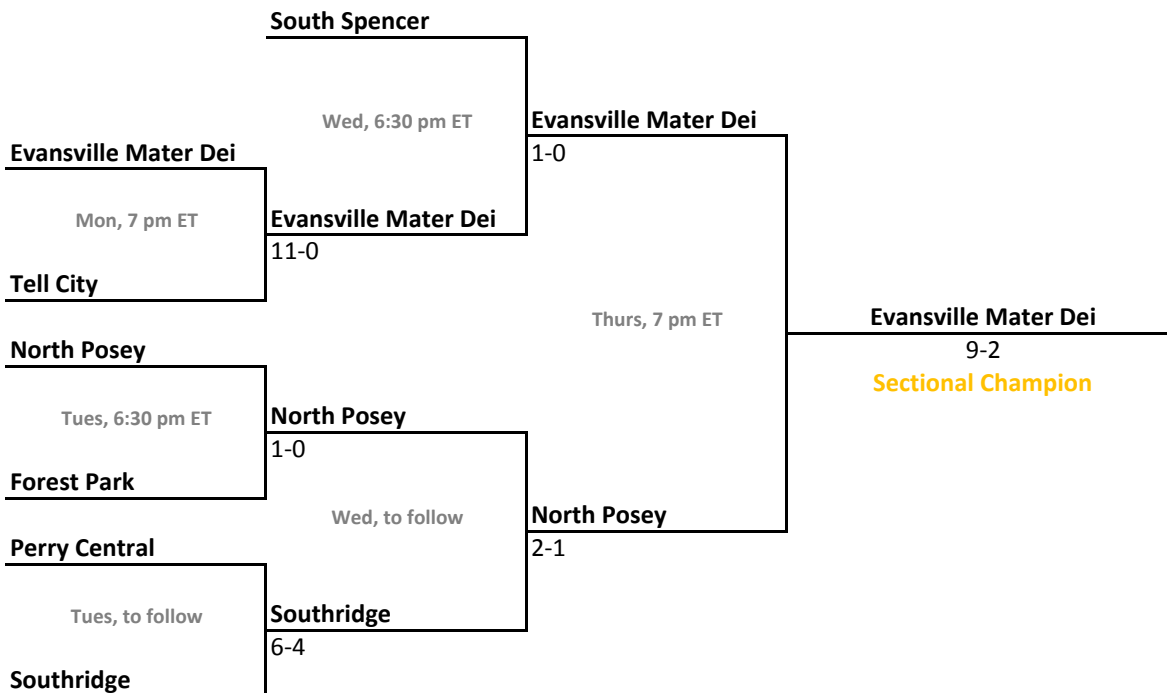 South Spencer
Wed, 6:30 pm ET
Evansville Mater Dei
1-0
Evansville Mater Dei
Mon, 7 pm ET
Evansville Mater Dei
11-0
Tell City
Thurs, 7 pm ET
Evansville Mater Dei
9-2
Sectional Champion
North Posey
Tues, 6:30 pm ET
North Posey
1-0
Forest Park
Wed, to follow
North Posey
2-1
Perry Central
Tues, to follow
Southridge
6-4
Southridge